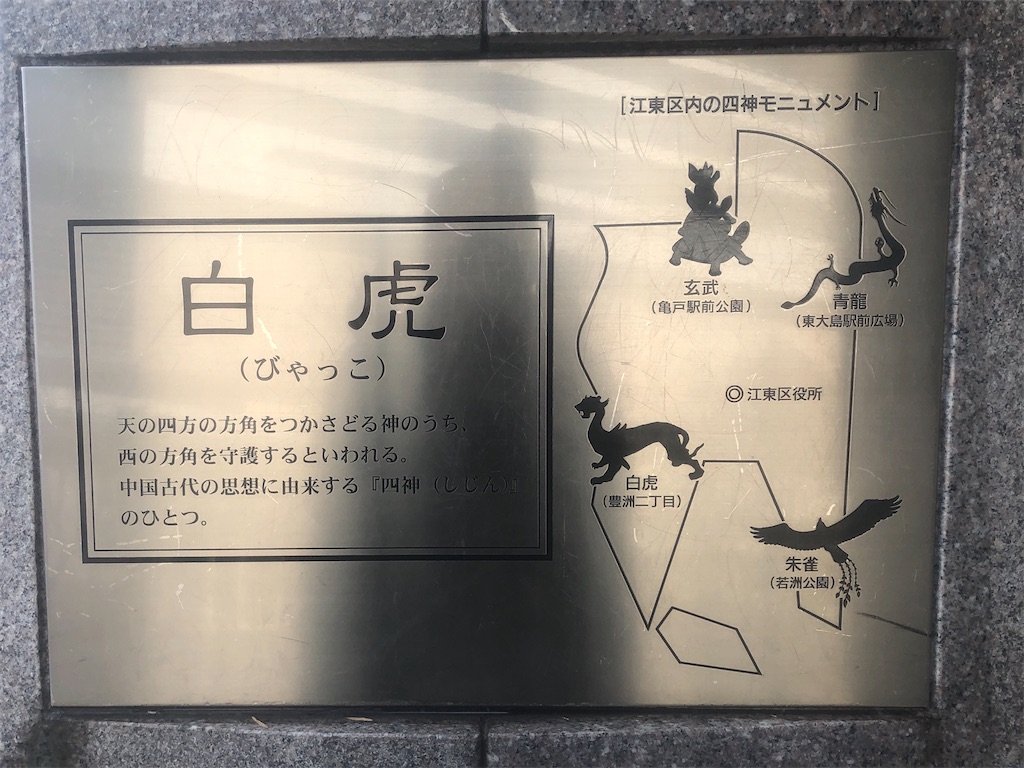 白 虎
(びゃっこ)
天の四方の方角をつかさどる神のうち、
西の方角を守護するといわれる。
中国古代の思想に由来する『四神（しじん）』
のひとつ。
[江東区内の四神モニュメント]
玄武
(亀戸駅前公園)
青龍
(東大島駅前広場)
◎江東区役所
白虎
(豊洲二丁目)
朱雀
(若洲公園)